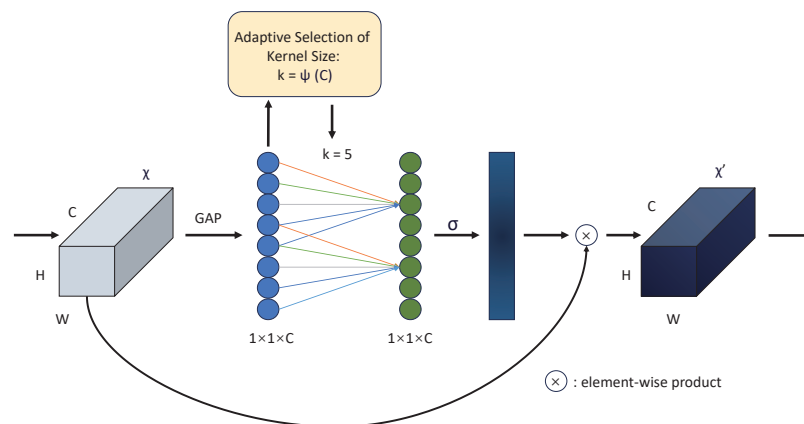 Adaptive Selection of
Kernel Size:
k = ψ (C)
k = 5
χ
C
H
W
GAP
1×1×C
1×1×C
σ
×
χ'
C
H
W
× : element-wise product